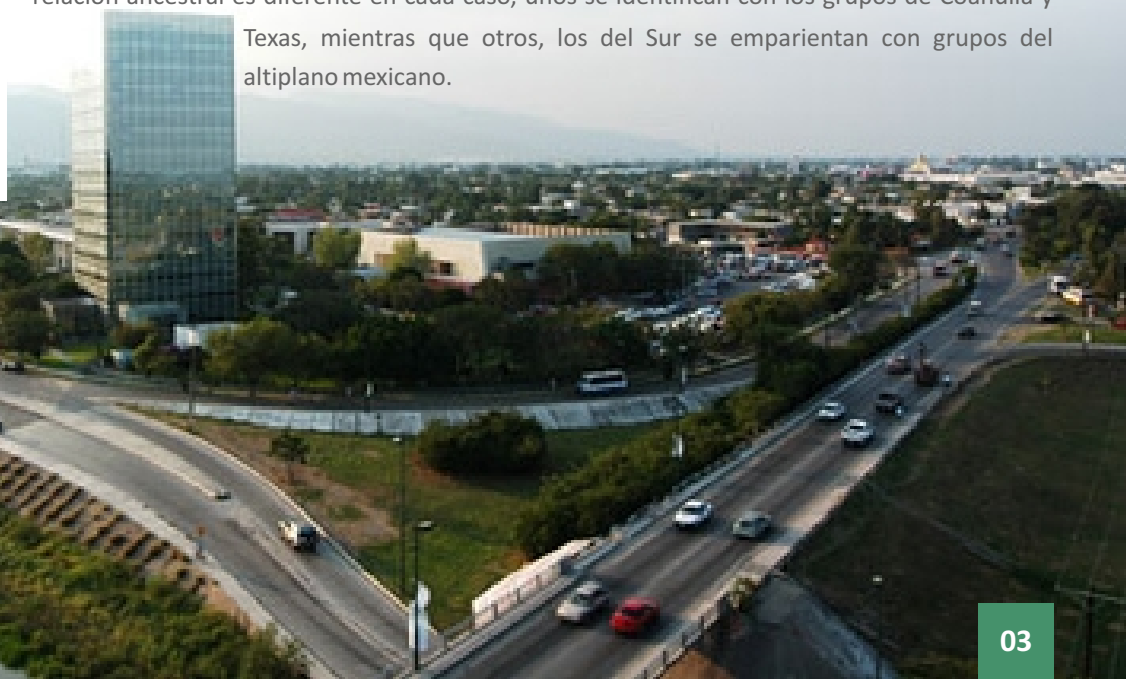 relación ancestral es diferente en cada caso, unos se identifican con los grupos de Coahuila y
Texas, mientras que otros, los del Sur se emparientan con grupos del
altiplano mexicano.
03